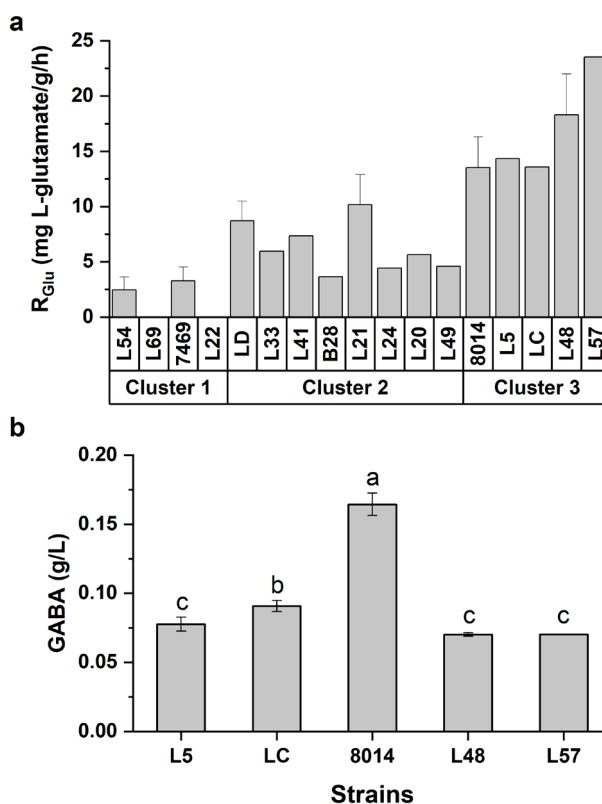 a
R_Glu (mg L-glutamate/g/h)
25
20
15
10
5
0
L54 L69 7469 L22 LD L33 L41 B28 L21 L24 L20 L49 8014 L5 LC L48 L57
Cluster 1 Cluster 2 Cluster 3
b
GABA (g/L)
0.20
0.15
0.10
0.05
0.00
c b a c c
L5 LC 8014 L48 L57
Strains